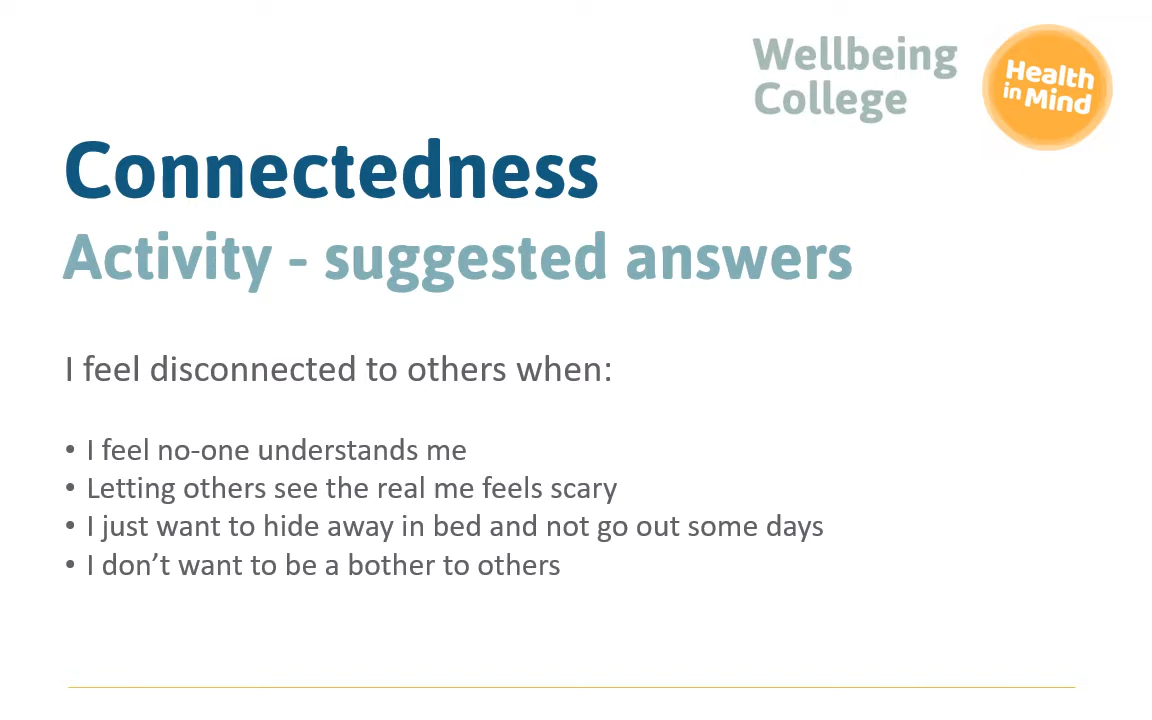 Wellbeing
College
Health
in Mind
Connectedness
Activity - suggested answers
I feel disconnected to others when:
• I feel no-one understands me
• Letting others see the real me feels scary
• I just want to hide away in bed and not go out some days
• I don’t want to be a bother to others